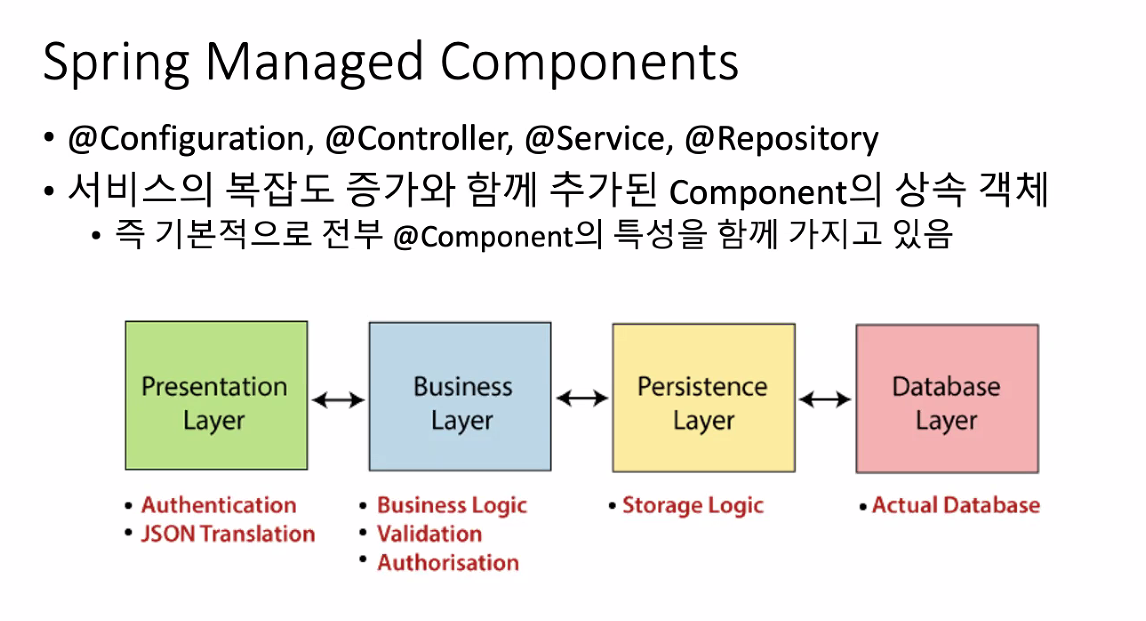 Spring Managed Components
• @Configuration, @Controller, @Service, @Repository
• 서비스의 복잡도 증가와 함께 추가된 Component의 상속 객체
• 즉 기본적으로 전부 @Component의 특성을 함께 가지고 있음
Presentation
Layer
Business
Layer
Persistence
Layer
Database
Layer
• Authentication
• JSON Translation
• Business Logic
• Validation
• Authorisation
• Storage Logic
• Actual Database